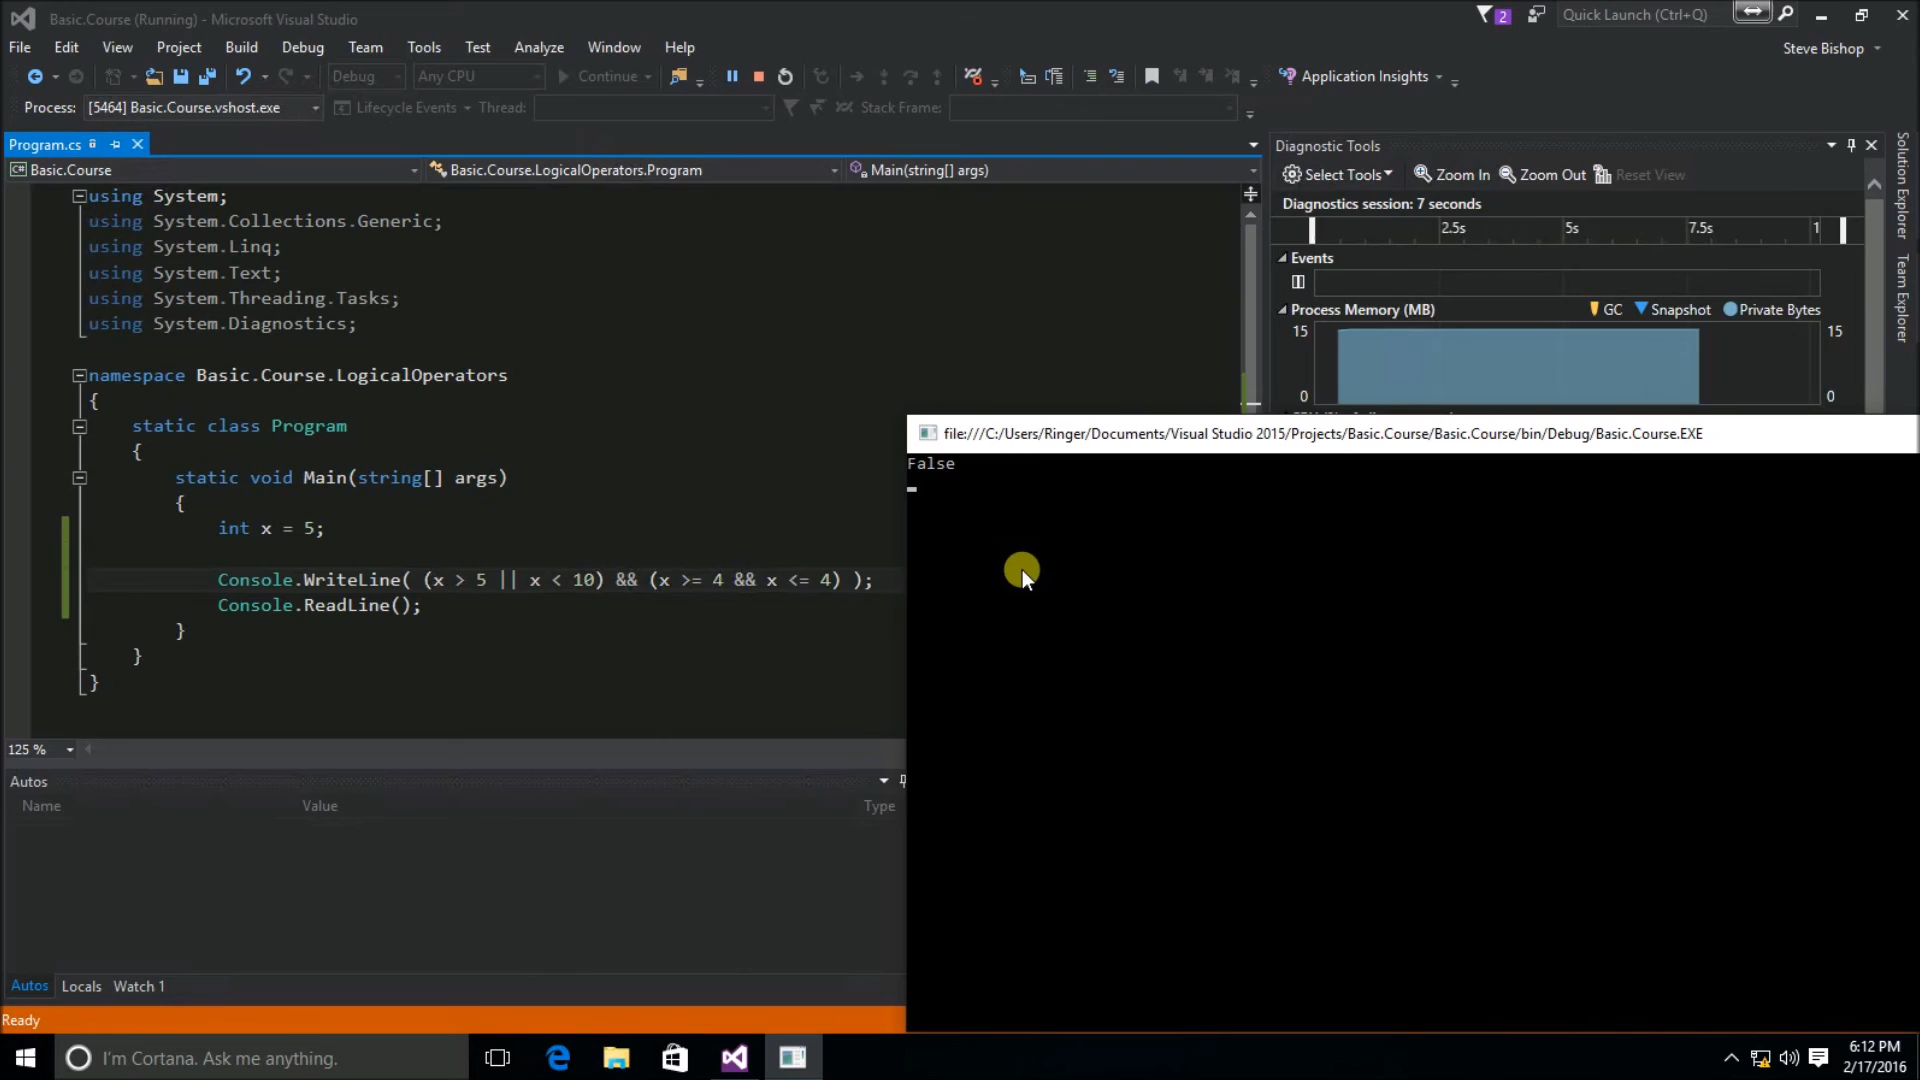 Basic.Course (Running) - Microsoft Visual Studio
2
Quick Launch (Ctrl+Q)
File Edit View Project Build Debug Team Tools Test Analyze Window Help
Steve Bishop
Debug Any CPU Continue Application Insights
Process: [5464] Basic.Course.vshost.exe Lifecycle Events Thread: Stack Frame:
Program.cs
Basic.Course Basic.Course.LogicalOperators.Program Main(string[] args)
using System;
using System.Collections.Generic;
using System.Linq;
using System.Text;
using System.Threading.Tasks;
using System.Diagnostics;
namespace Basic.Course.LogicalOperators
{
static class Program
{
static void Main(string[] args)
{
int x = 5;
Console.WriteLine( (x > 5 || x < 10) && (x >= 4 && x <= 4) );
Console.ReadLine();
}
}
}
125 %
Autos
Name Value Type
Autos Locals Watch 1
Ready
Diagnostic Tools
Select Tools Zoom In Zoom Out Reset View
Diagnostics session: 7 seconds
2.5s 5s 7.5s 1
Events
Process Memory (MB) GC Snapshot Private Bytes
15 15
0 0
Solution Explorer
Team Explorer
file:///C:/Users/Ringer/Documents/Visual Studio 2015/Projects/Basic.Course/Basic.Course/bin/Debug/Basic.Course.EXE
False
I'm Cortana. Ask me anything.
6:12 PM
2/17/2016